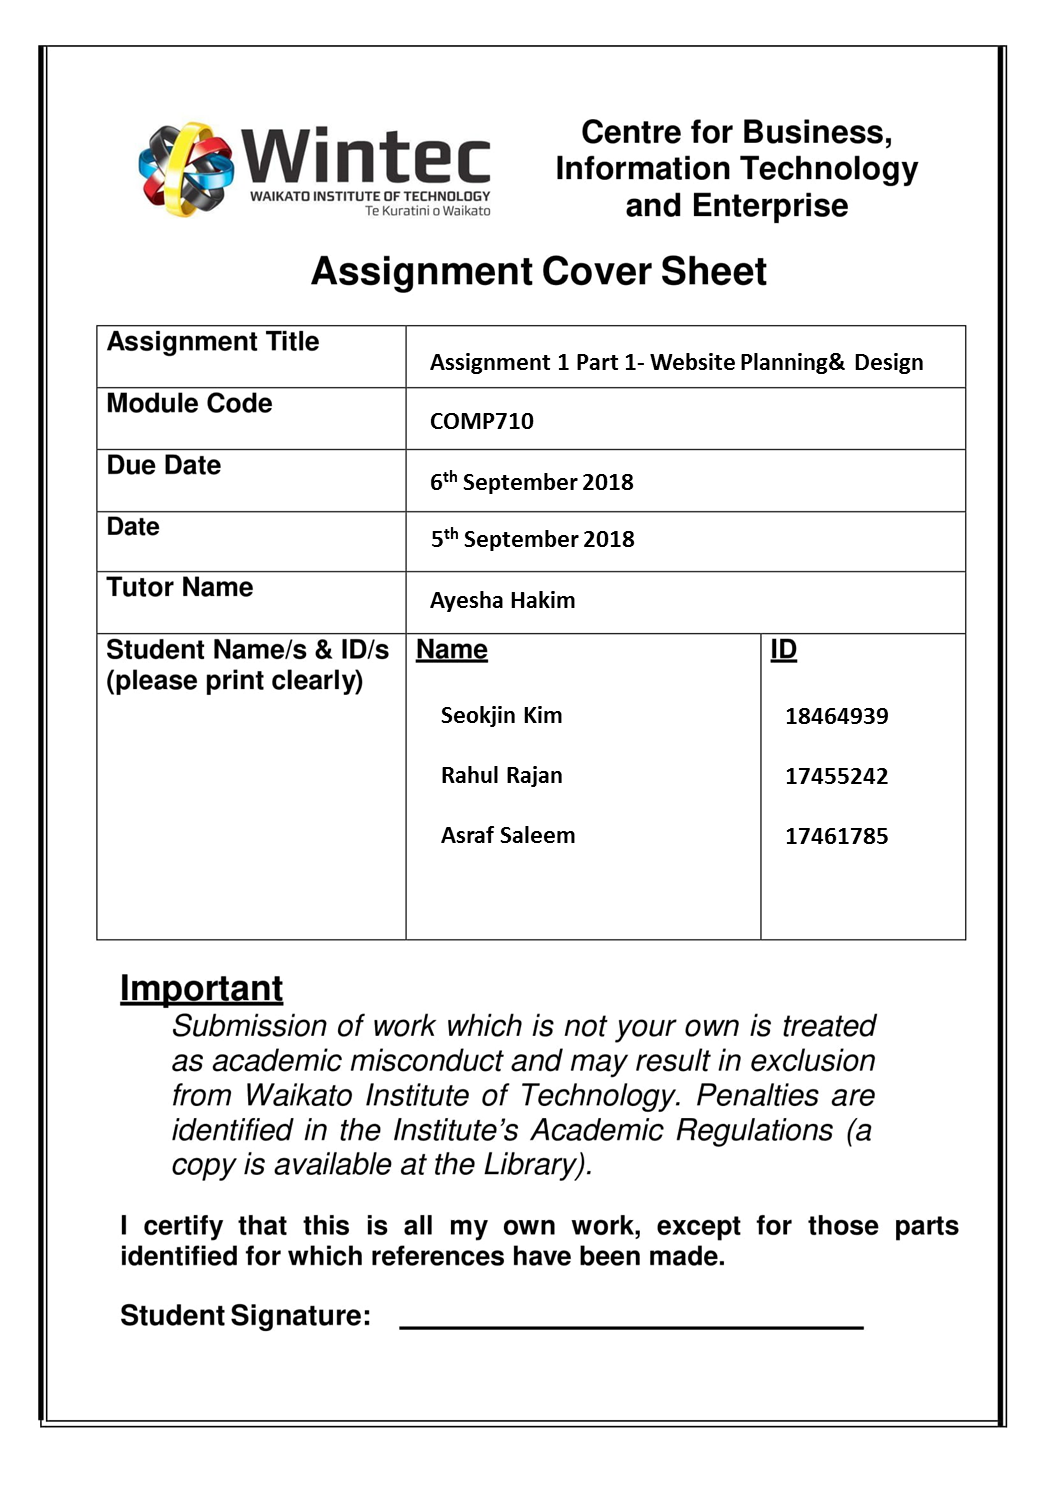 Wintec
WAIKATO INSTITUTE OF TECHNOLOGY
Te Kuratini o Waikato
Centre for Business,
Information Technology
and Enterprise
Assignment Cover Sheet
Assignment Title
Assignment 1 Part 1- Website Planning& Design
Module Code
COMP710
Due Date
6th September 2018
Date
5th September 2018
Tutor Name
Ayesha Hakim
Student Name/s & ID/s
(please print clearly)
Name
ID
Seokjin Kim 18464939
Rahul Rajan 17455242
Asraf Saleem 17461785
Important
Submission of work which is not your own is treated
as academic misconduct and may result in exclusion
from Waikato Institute of Technology. Penalties are
identified in the Institute’s Academic Regulations (a
copy is available at the Library).
I certify that this is all my own work, except for those parts
identified for which references have been made.
Student Signature: